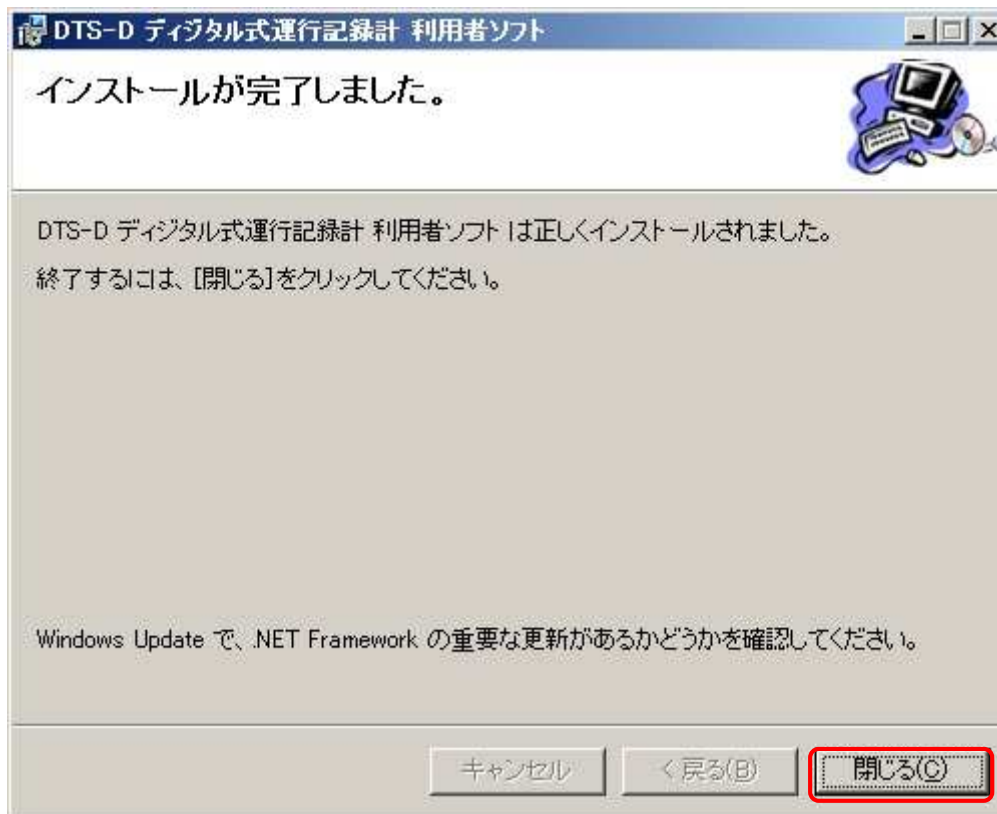 DTS-D ディジタル式運行記録計 利用者ソフト
インストールが完了しました。
DTS-D ディジタル式運行記録計 利用者ソフト は正しくインストールされました。
終了するには、[閉じる]をクリックしてください。
Windows Update で、.NET Framework の重要な更新があるかどうかを確認してください。
キャンセル
< 戻る(B)
閉じる(C)